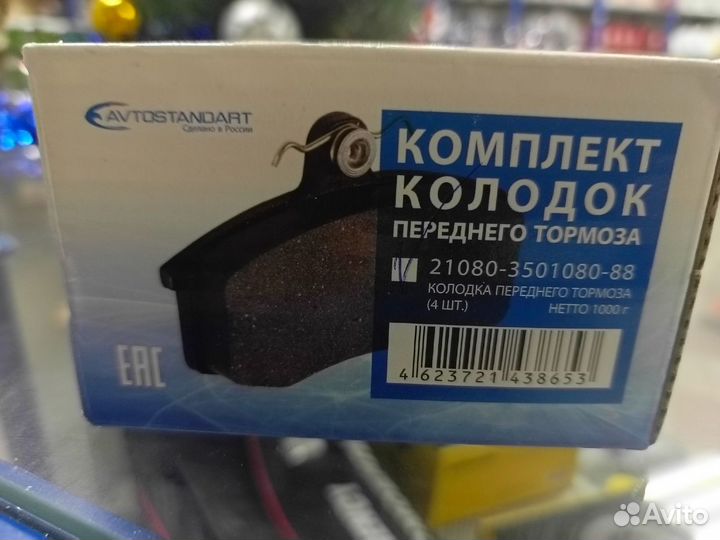 AVTOSTANDART
Сделано в России
КОМПЛЕКТ
КОЛОДОК
ПЕРЕДНЕГО ТОРМОЗА
21080-3501080-88
КОЛОДКА ПЕРЕДНЕГО ТОРМОЗА
(4 ШТ.) НЕТТО 1000 г
4 623721 438653
EAC
Avito